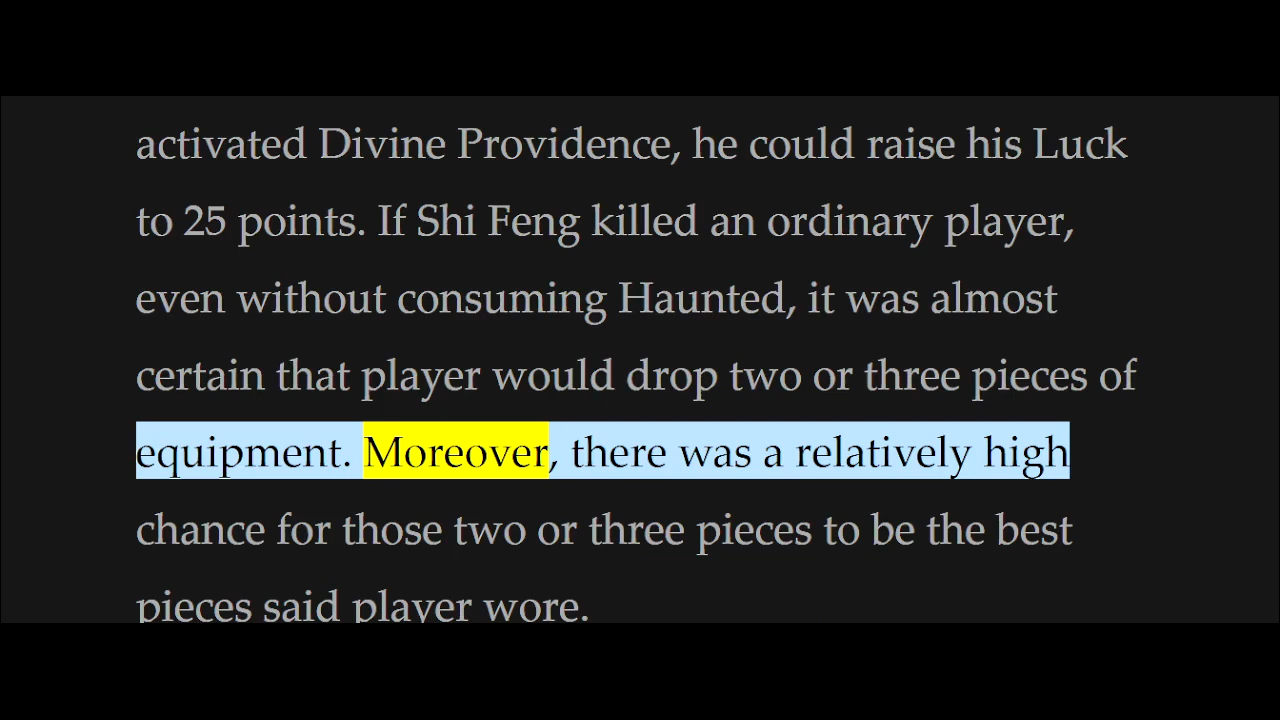 activated Divine Providence, he could raise his Luck
to 25 points. If Shi Feng killed an ordinary player,
even without consuming Haunted, it was almost
certain that player would drop two or three pieces of
equipment. Moreover, there was a relatively high
chance for those two or three pieces to be the best
pieces said player wore.